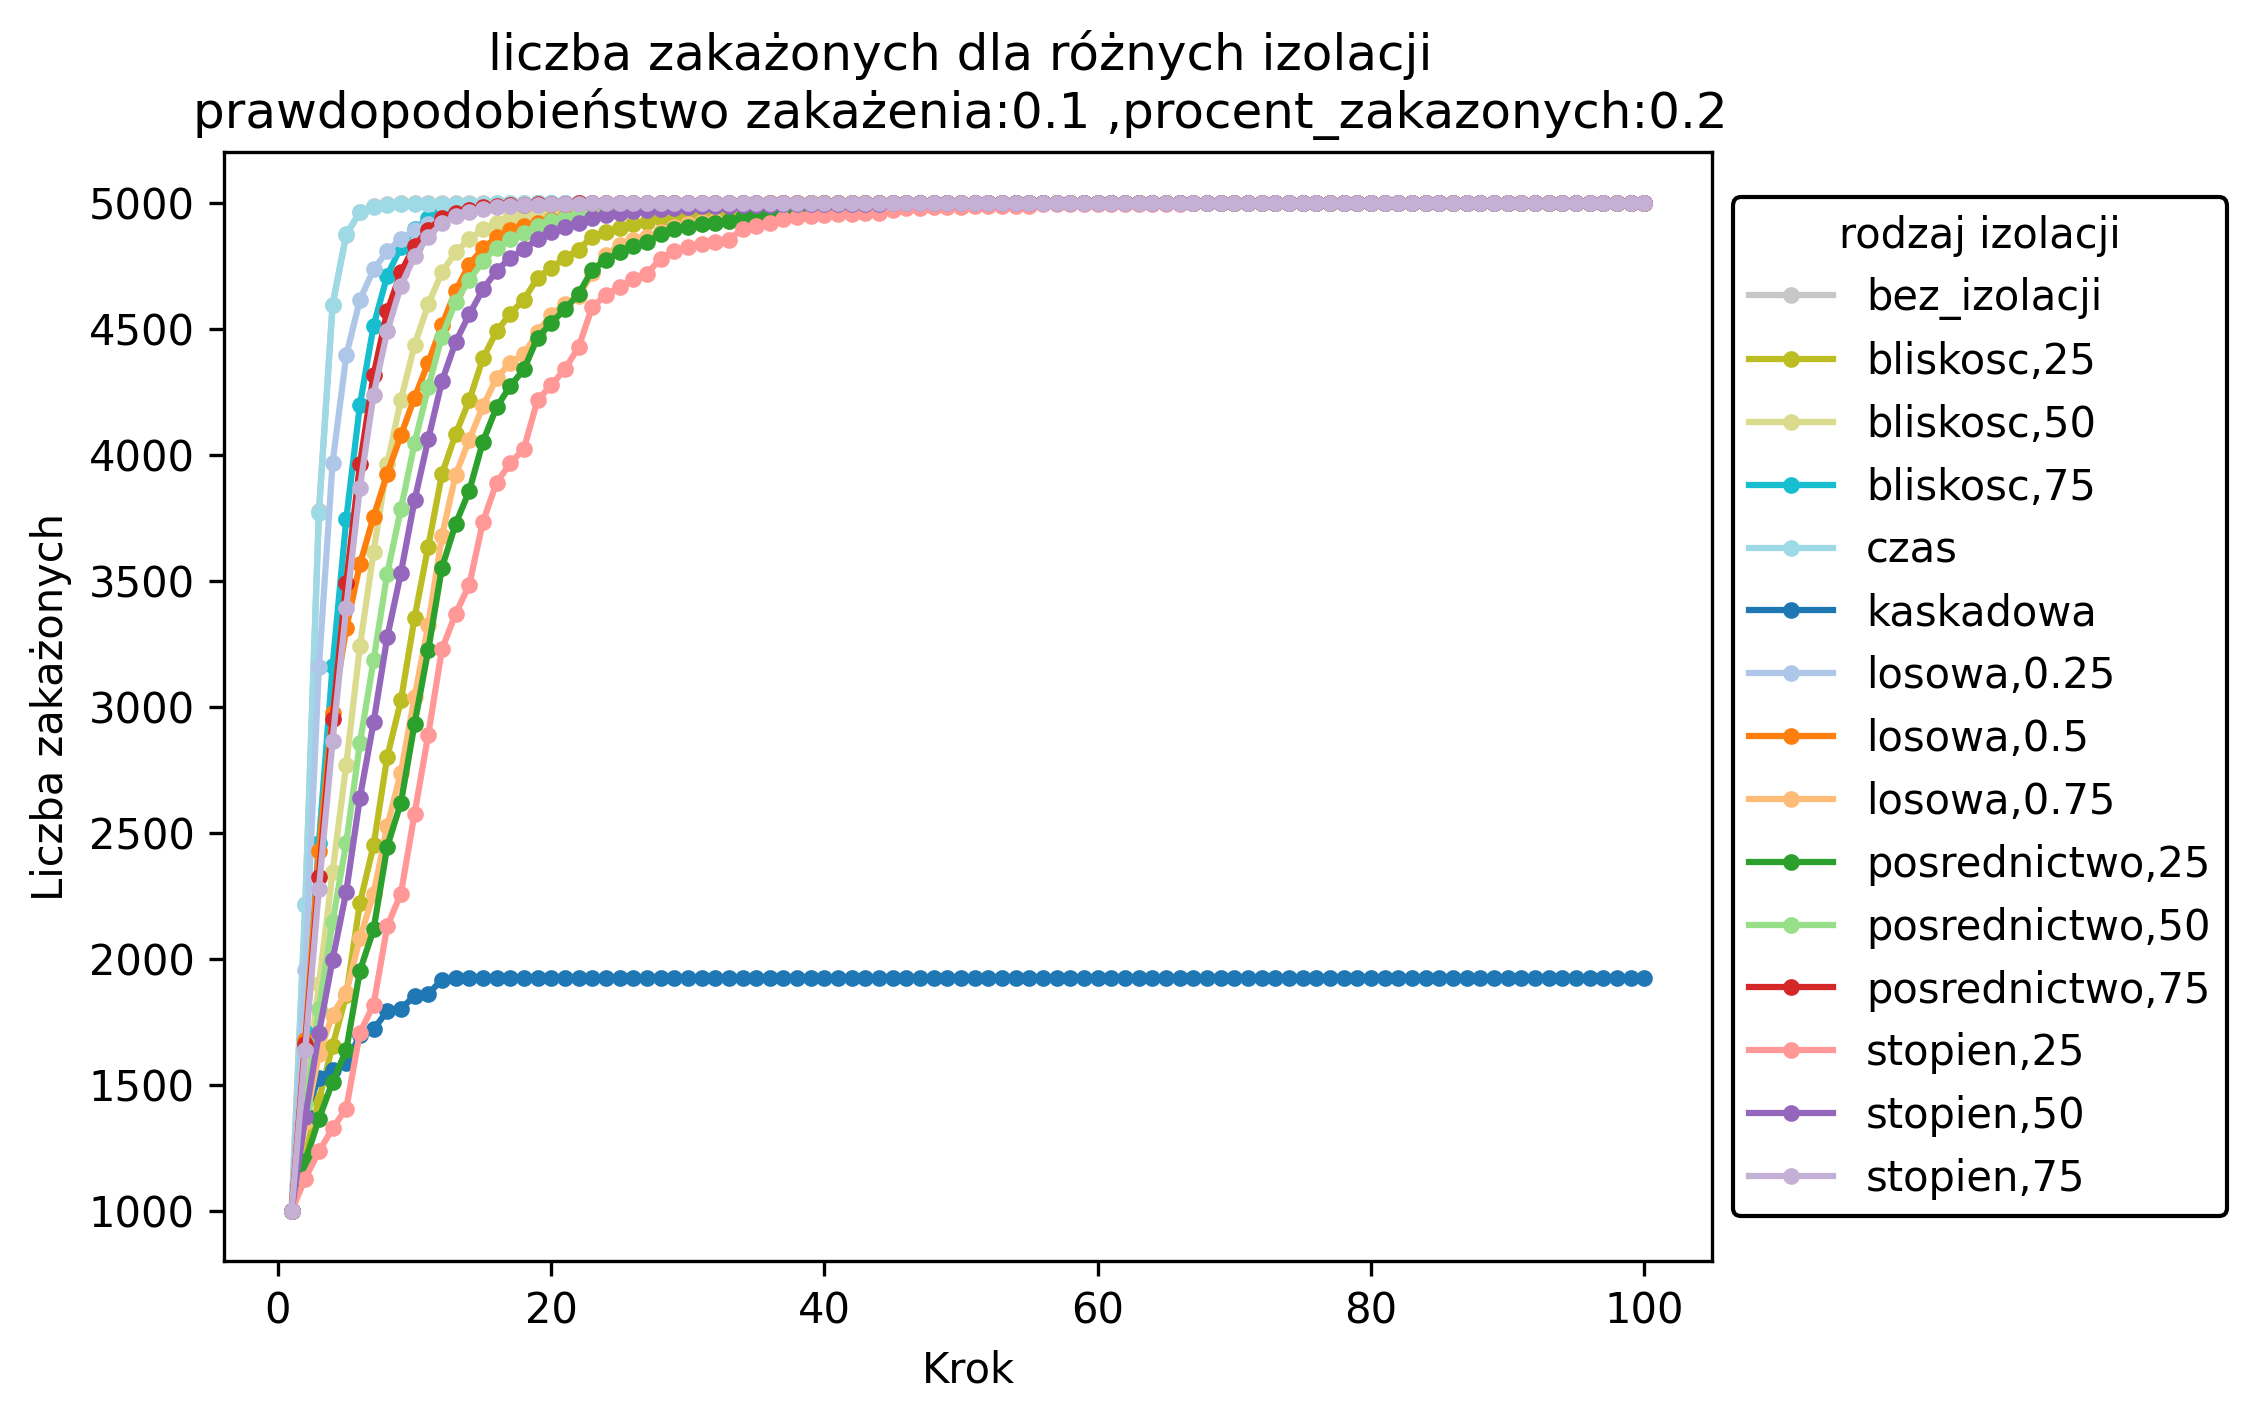 liczba zakażonych dla różnych izolacji
prawdopodobieństwo zakażenia:0.1 ,procent_zakazonych:0.2
Liczba zakażonych
5000
4500
4000
3500
3000
2500
2000
1500
1000
0
20
40
60
80
100
Krok
rodzaj izolacji
bez_izolacji
bliskosc,25
bliskosc,50
bliskosc,75
czas
kaskadowa
losowa,0.25
losowa,0.5
losowa,0.75
posrednictwo,25
posrednictwo,50
posrednictwo,75
stopien,25
stopien,50
stopien,75